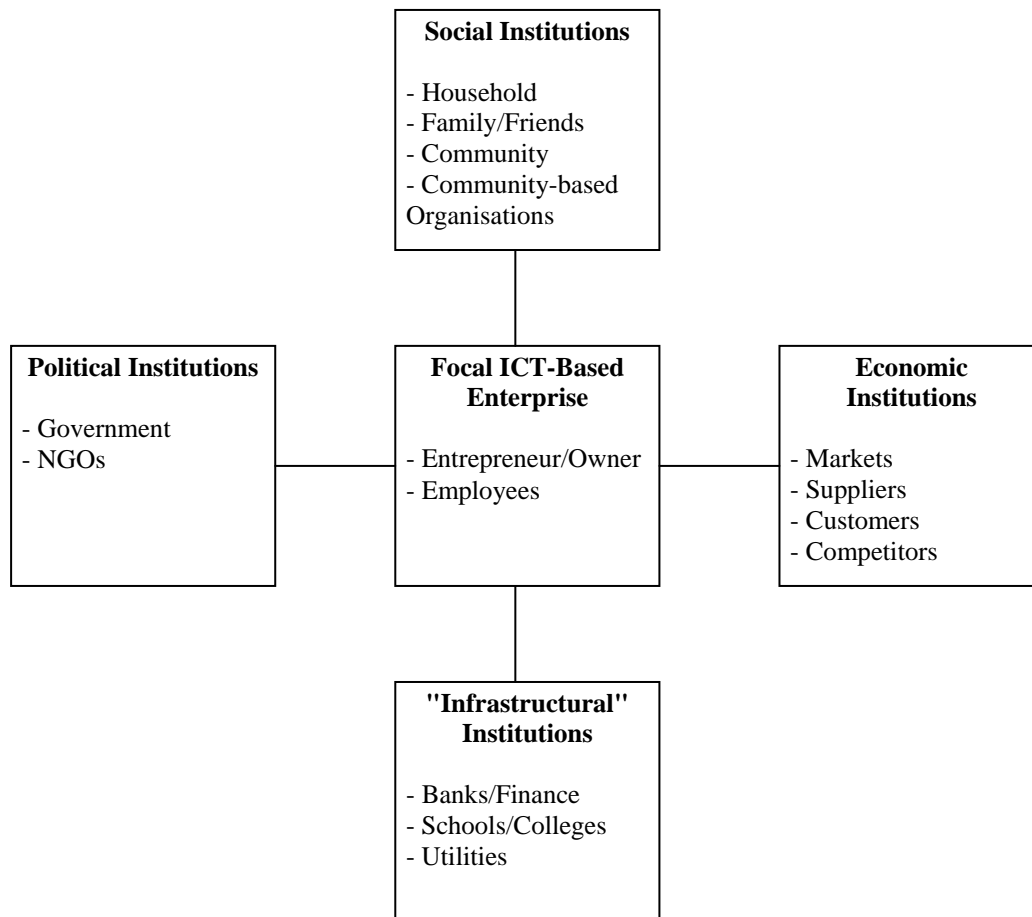 Social Institutions
- Household
- Family/Friends
- Community
- Community-based
Organisations
Political Institutions
- Government
- NGOs
Focal ICT-Based
Enterprise
- Entrepreneur/Owner
- Employees
Economic
Institutions
- Markets
- Suppliers
- Customers
- Competitors
"Infrastructural"
Institutions
- Banks/Finance
- Schools/Colleges
- Utilities